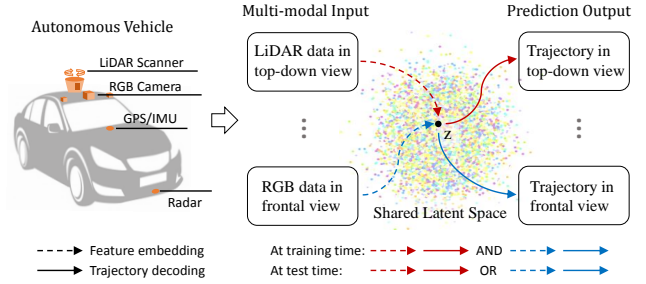 Autonomous Vehicle
LiDAR Scanner
RGB Camera
GPS/IMU
Radar
Multi-modal Input
LiDAR data in
top-down view
RGB data in
frontal view
z
Shared Latent Space
Prediction Output
Trajectory in
top-down view
Trajectory in
frontal view
Feature embedding
Trajectory decoding
At training time: AND
At test time: OR